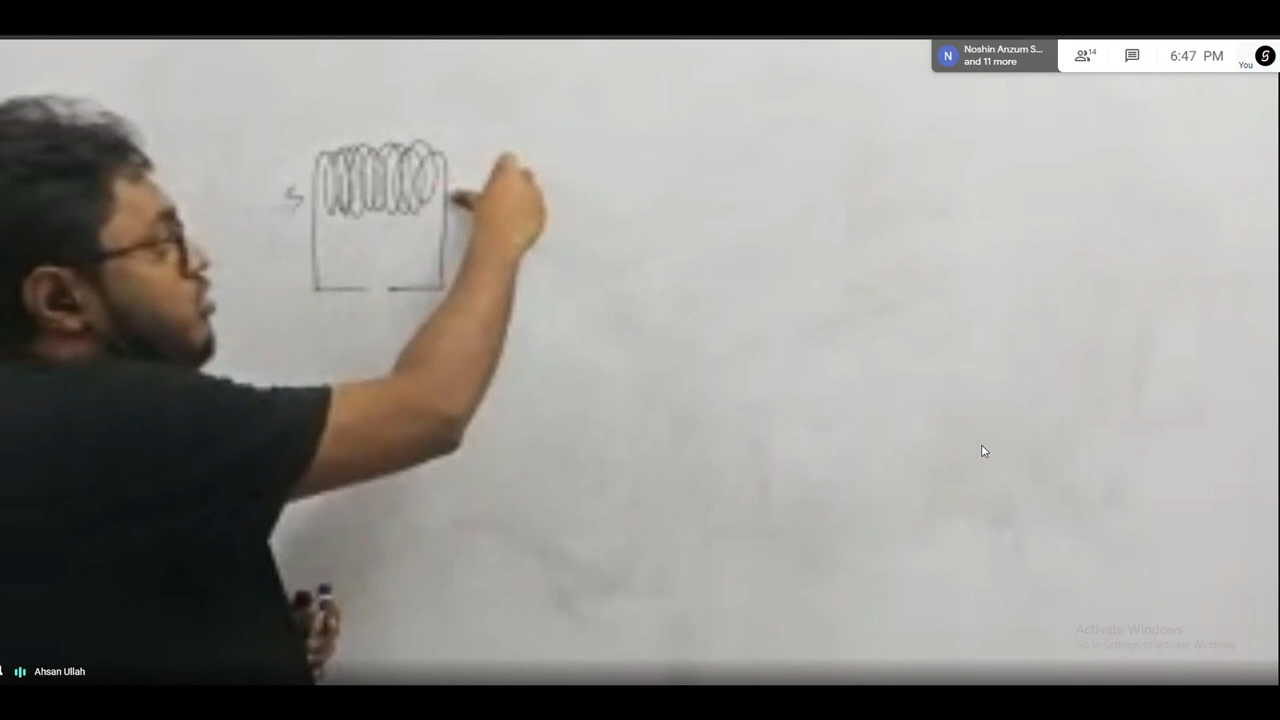 Noshin Anzum S...
and 11 more
14
6:47 PM
You
N
S
Activate Windows
Go to Settings to activate Windows.
Ahsan Ullah